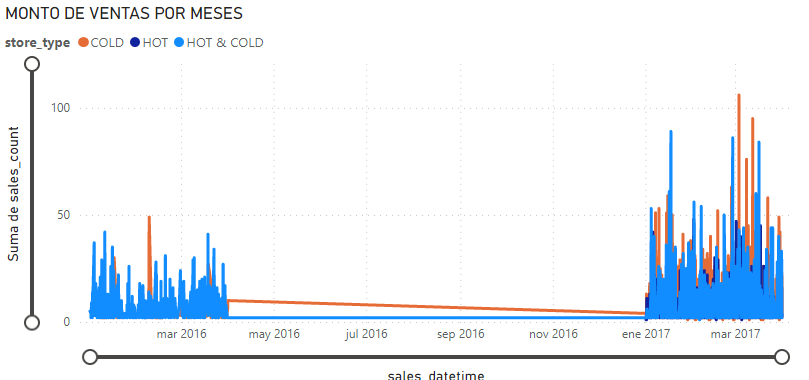 MONTO DE VENTAS POR MESES
store_type COLD HOT HOT & COLD
Suma de sales_count
100
50
0
mar 2016 may 2016 jul 2016 sep 2016 nov 2016 ene 2017 mar 2017
sales_datetime